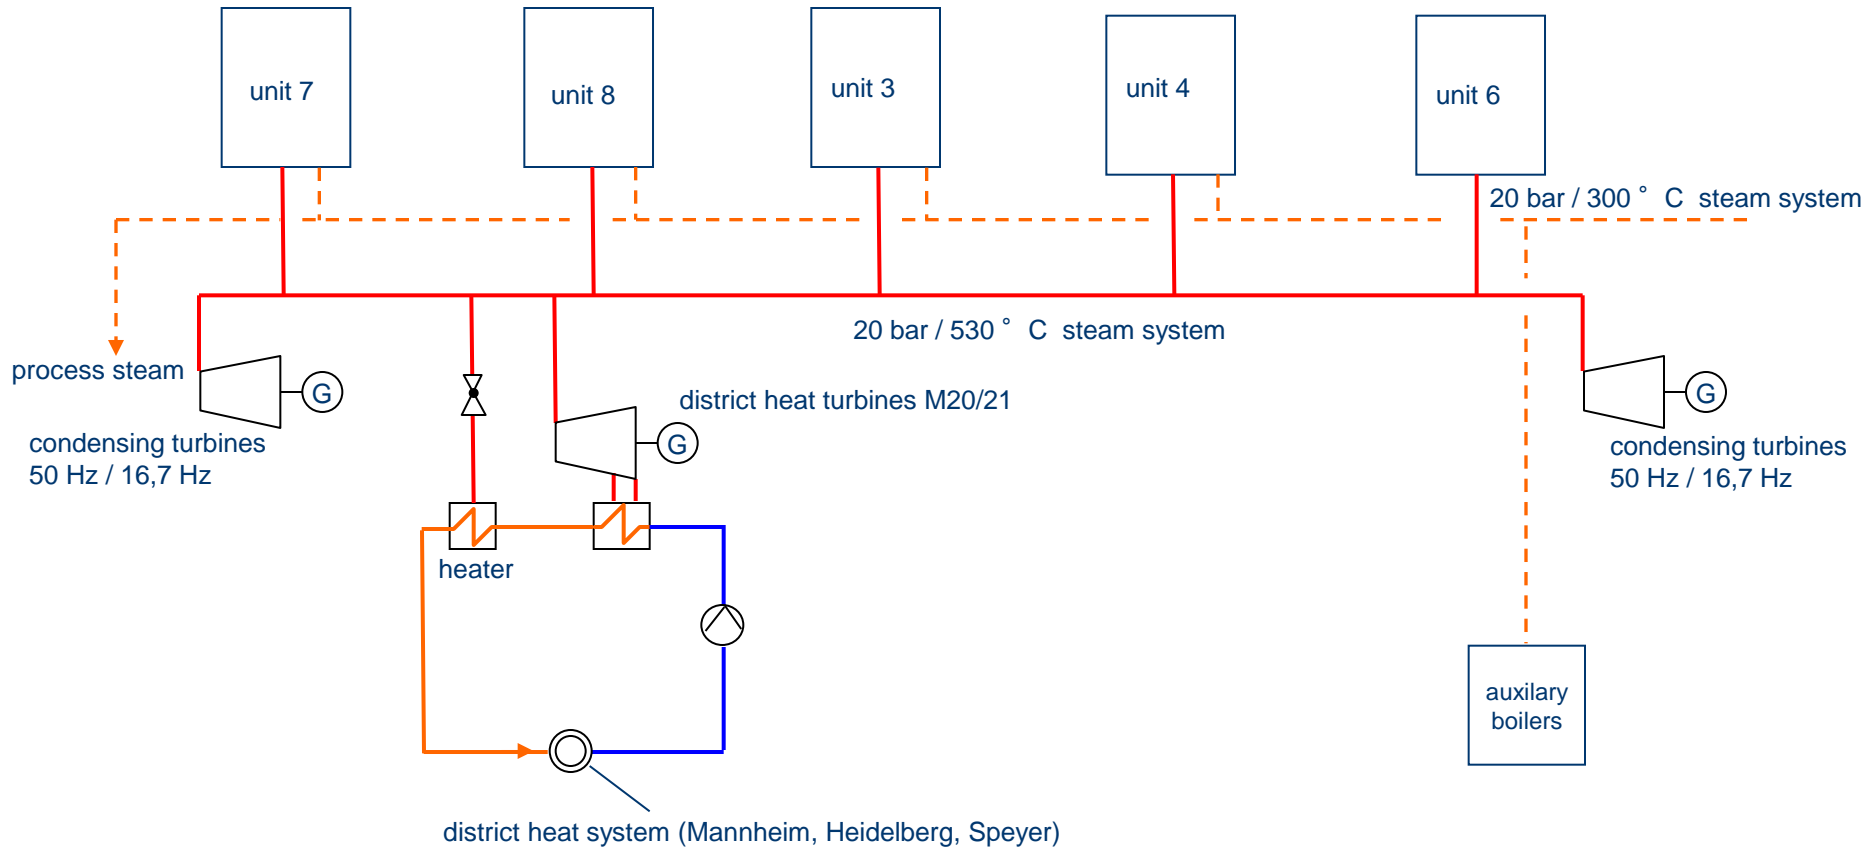 unit 7
unit 8
unit 3
unit 4
unit 6
20 bar / 300 ° C steam system
20 bar / 530 ° C steam system
process steam
G
condensing turbines
50 Hz / 16,7 Hz
district heat turbines M20/21
G
G
condensing turbines
50 Hz / 16,7 Hz
heater
auxilary
boilers
district heat system (Mannheim, Heidelberg, Speyer)